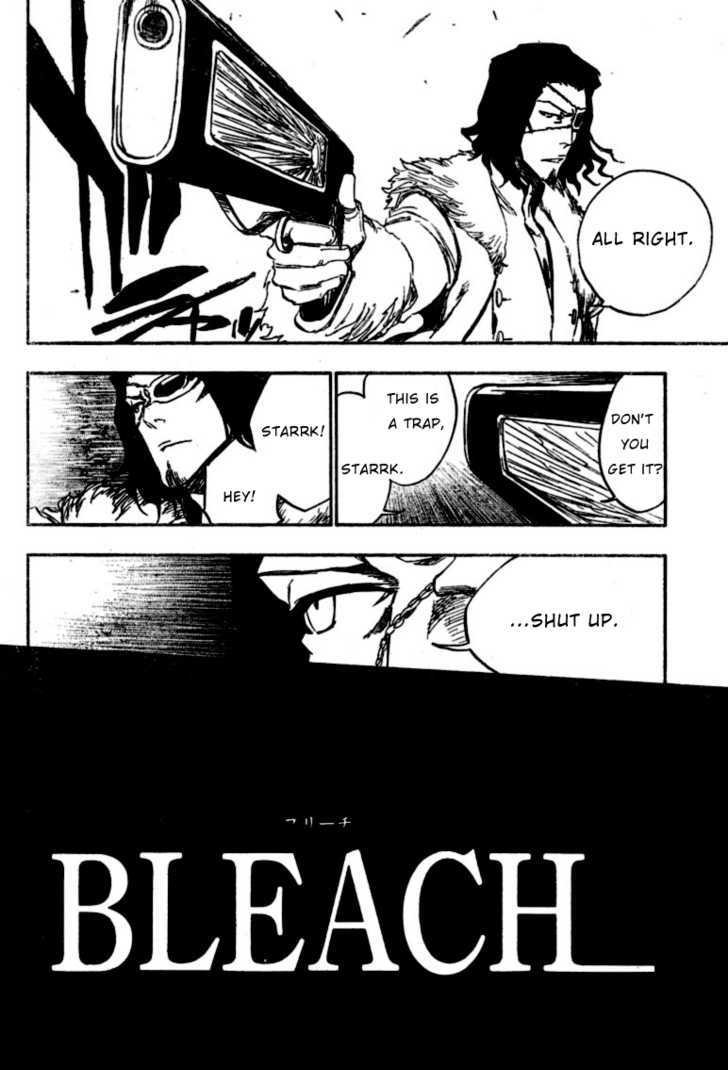 ALL RIGHT.
DON'T
YOU
GET IT?
THIS IS
A TRAP,
STARRK.
STARRK!
HEY!
...SHUT UP.
ブリーチ
BLEACH